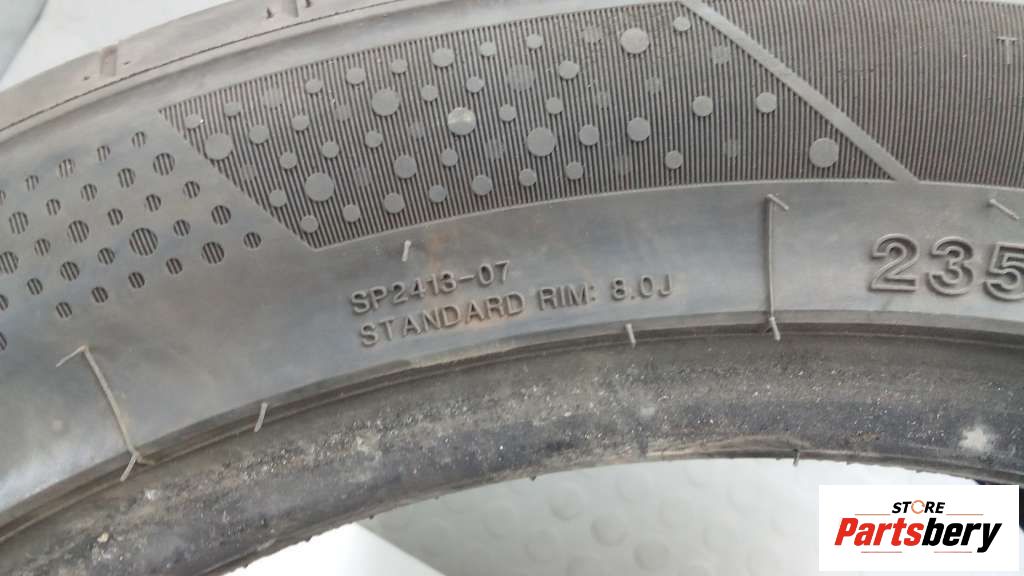 T
SP2413-07
STANDARD RIM: 8.0J
235
STORE
Partsbery